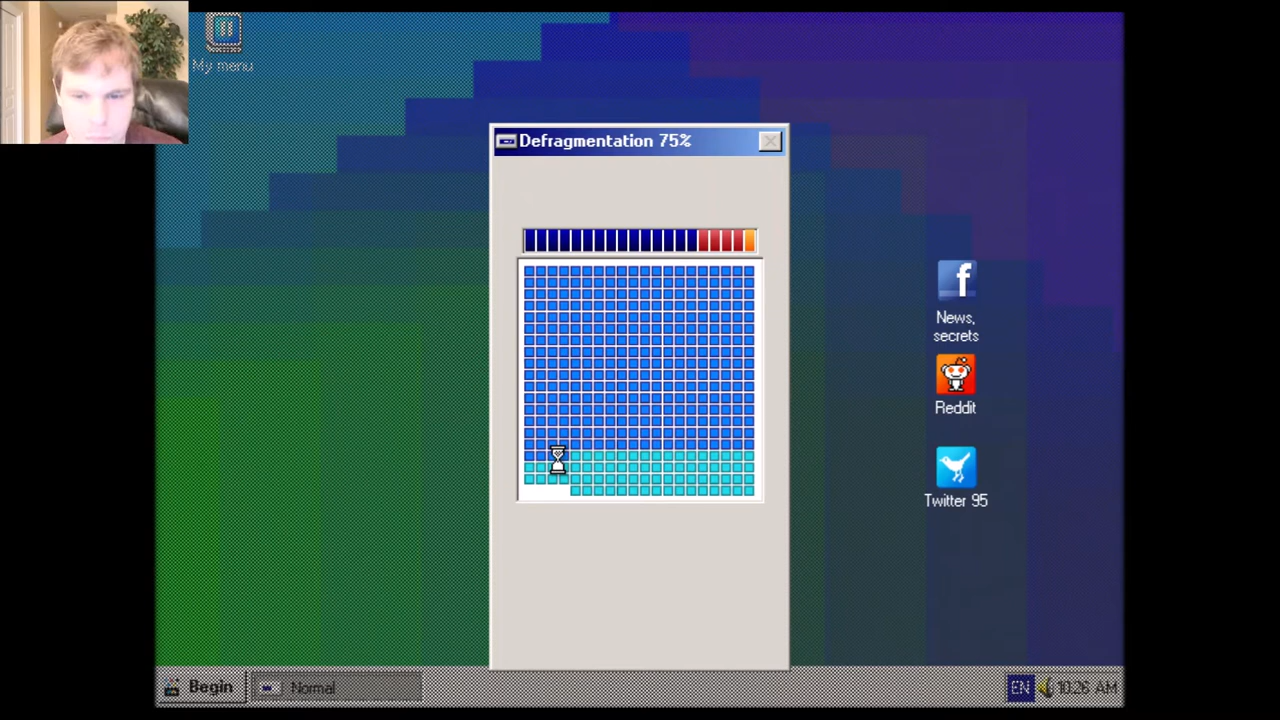 My menu
Defragmentation 75%
News,
secrets
Reddit
Twitter 95
Begin
Normal
EN
10:26 AM